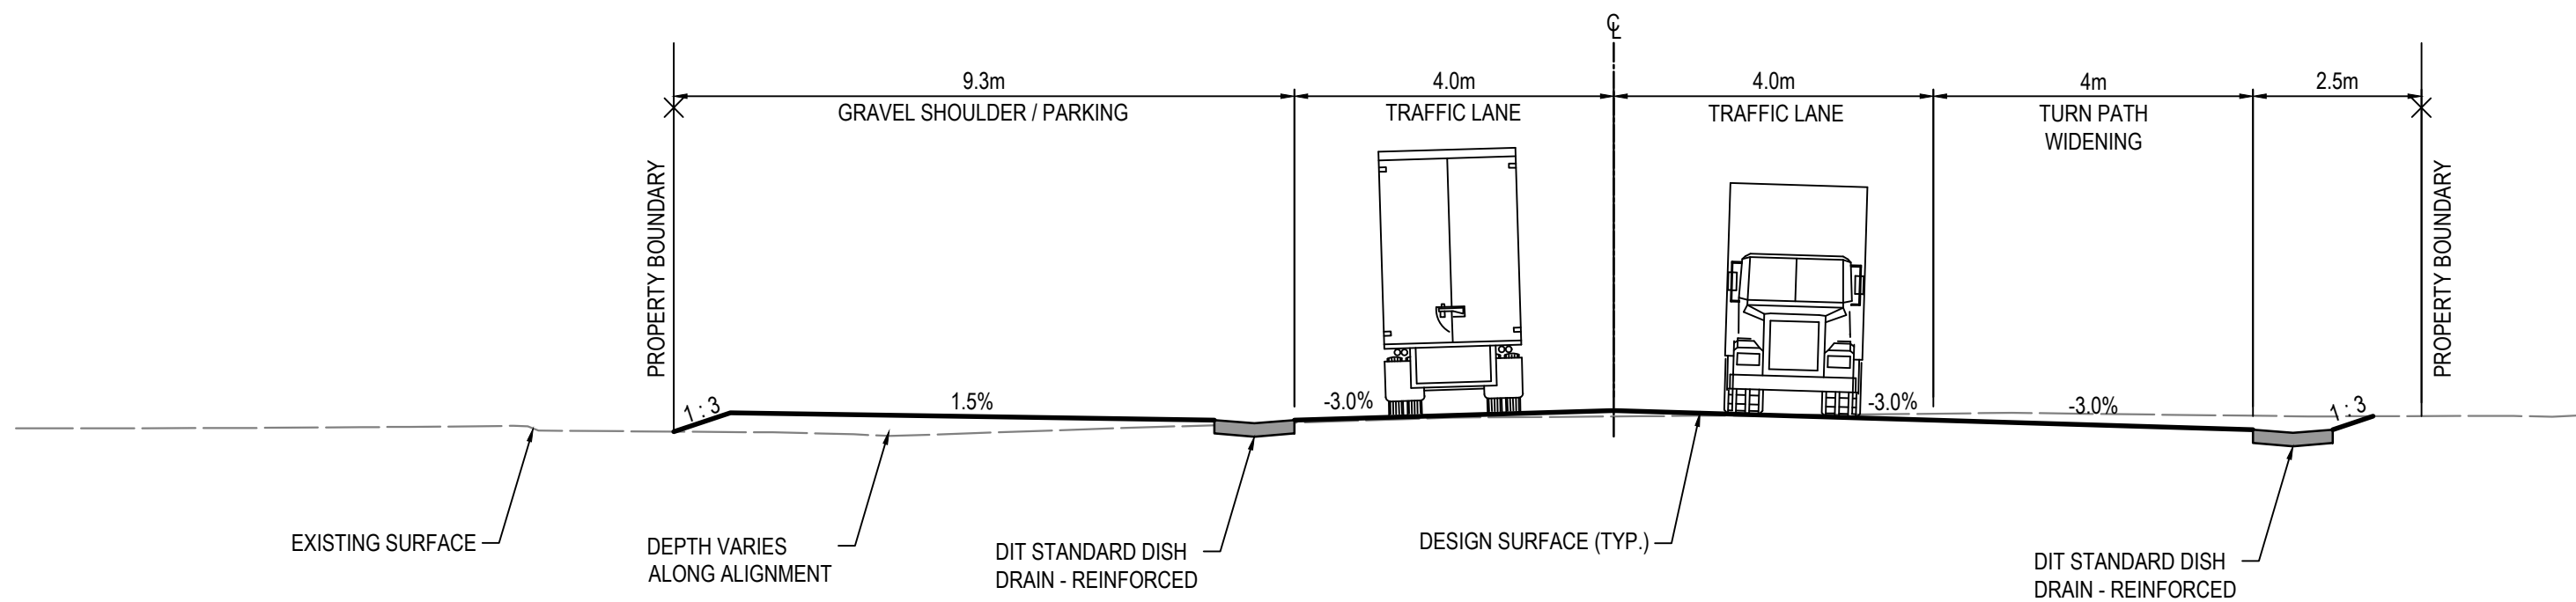 ℄
9.3m
4.0m
4.0m
4m
2.5m
GRAVEL SHOULDER / PARKING
TRAFFIC LANE
TRAFFIC LANE
TURN PATH
WIDENING
PROPERTY BOUNDARY
PROPERTY BOUNDARY
1 : 3
1.5%
-3.0%
-3.0%
-3.0%
1 : 3
EXISTING SURFACE
DEPTH VARIES
ALONG ALIGNMENT
DIT STANDARD DISH
DRAIN - REINFORCED
DESIGN SURFACE (TYP.)
DIT STANDARD DISH
DRAIN - REINFORCED